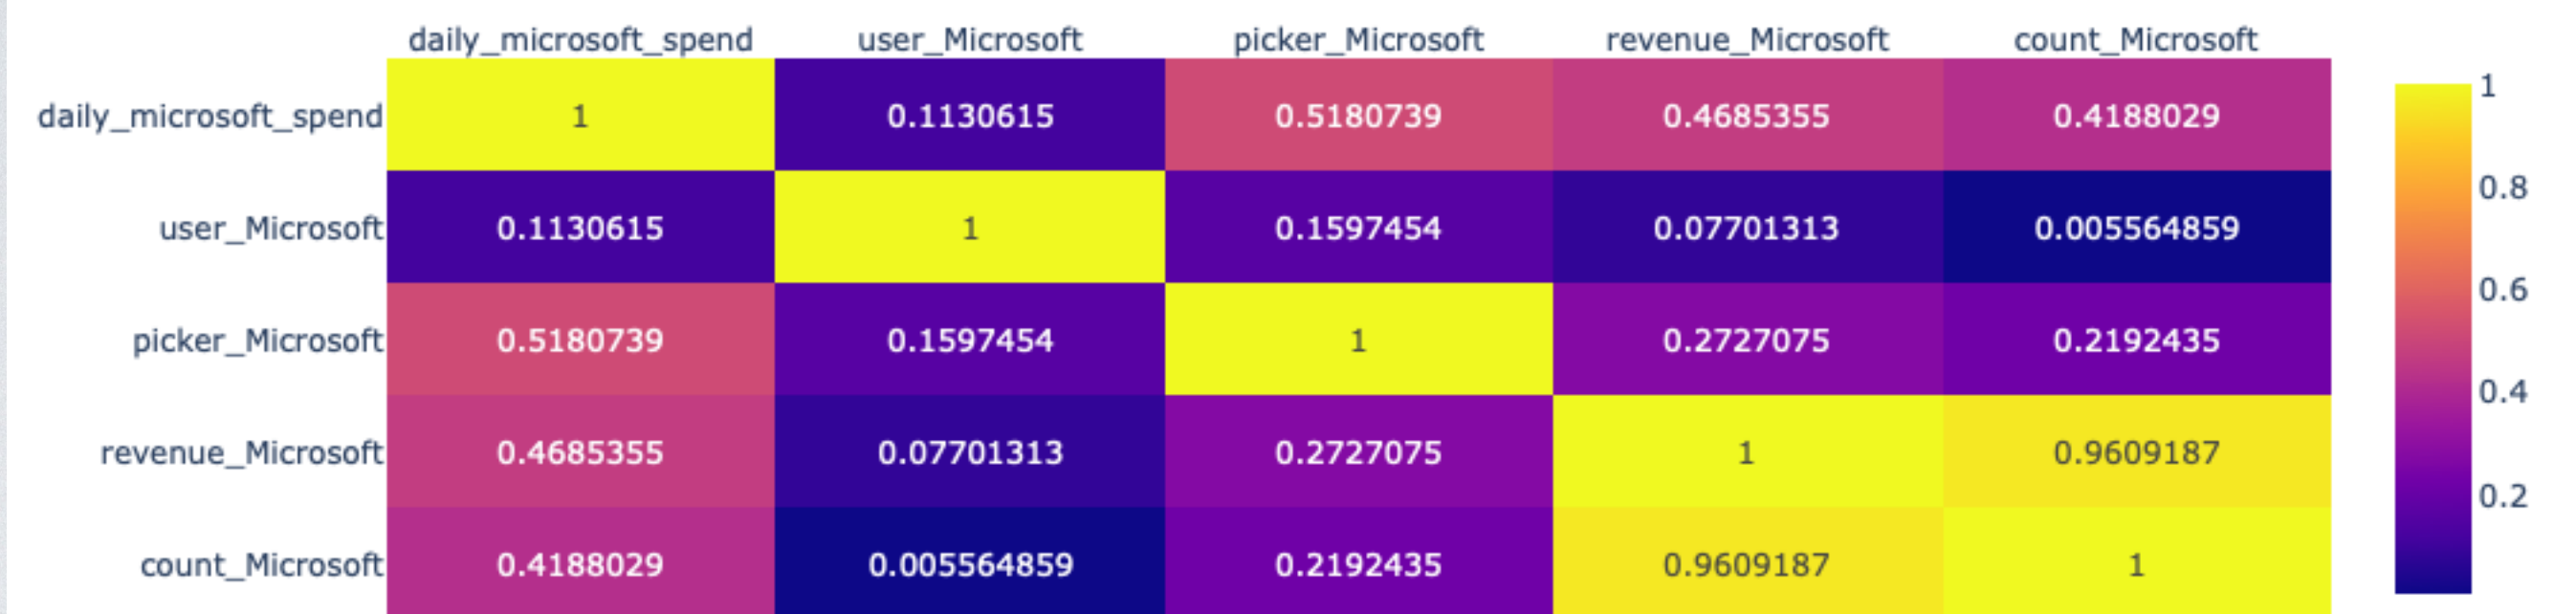 daily_microsoft_spend user_Microsoft picker_Microsoft revenue_Microsoft count_Microsoft
daily_microsoft_spend 1 0.1130615 0.5180739 0.4685355 0.4188029
user_Microsoft 0.1130615 1 0.1597454 0.07701313 0.005564859
picker_Microsoft 0.5180739 0.1597454 1 0.2727075 0.2192435
revenue_Microsoft 0.4685355 0.07701313 0.2727075 1 0.9609187
count_Microsoft 0.4188029 0.005564859 0.2192435 0.9609187 1
1
0.8
0.6
0.4
0.2